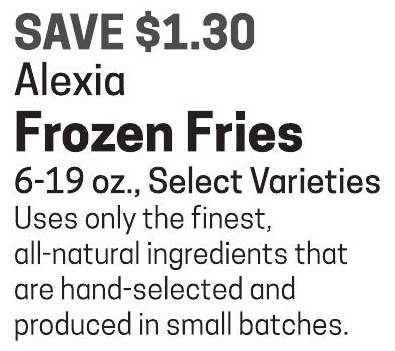 SAVE $1.30
Alexia
Frozen Fries
6-19 oz., Select Varieties
Uses only the finest,
all-natural ingredients that
are hand-selected and
produced in small batches.